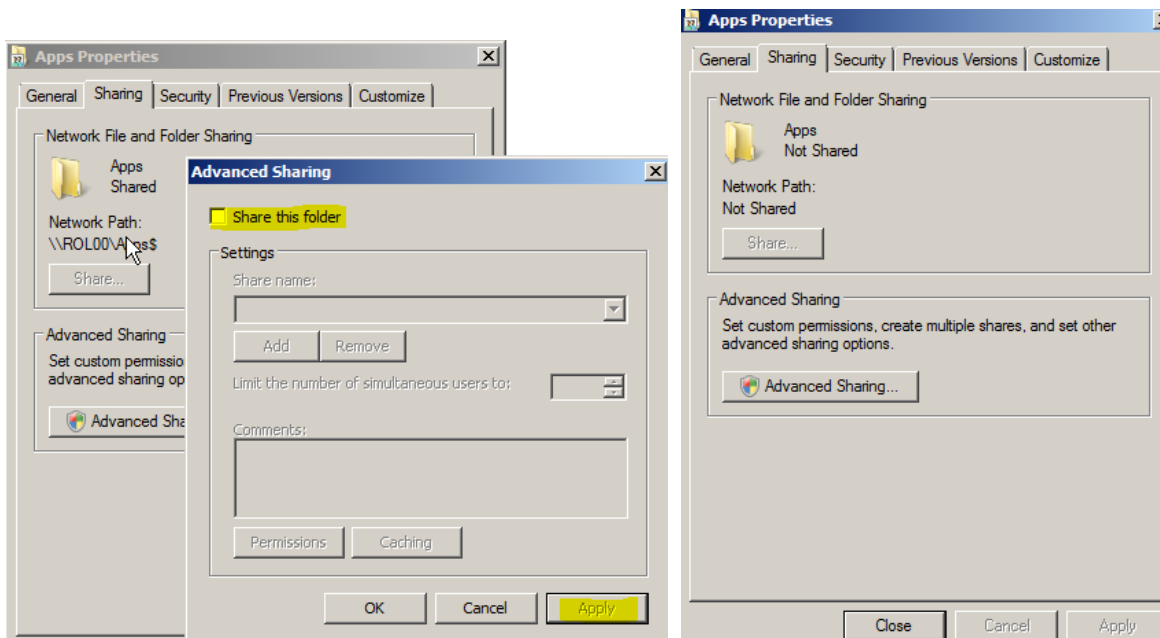 Apps Properties
General Sharing Security Previous Versions Customize
Network File and Folder Sharing
Apps
Shared
Network Path:
\\ROL00\Apps$
Share...
Advanced Sharing
Set custom permissio
advanced sharing op
Advanced Sha
Advanced Sharing
Share this folder
Settings
Share name:
Add Remove
Limit the number of simultaneous users to:
Comments:
Permissions Caching
OK Cancel Apply
Apps Properties
General Sharing Security Previous Versions Customize
Network File and Folder Sharing
Apps
Not Shared
Network Path:
Not Shared
Share...
Advanced Sharing
Set custom permissions, create multiple shares, and set other
advanced sharing options.
Advanced Sharing...
Close Cancel Apply